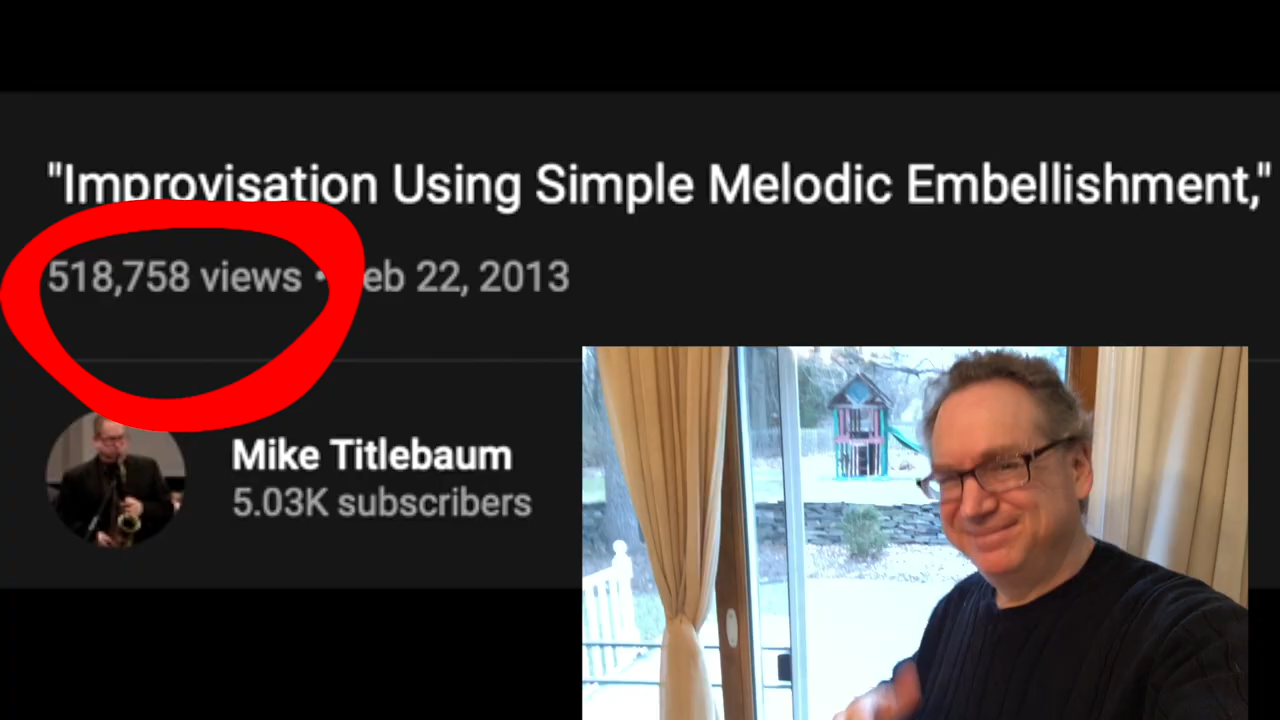 "Improvisation Using Simple Melodic Embellishment,"
518,758 views • eb 22, 2013
Mike Titlebaum
5.03K subscribers